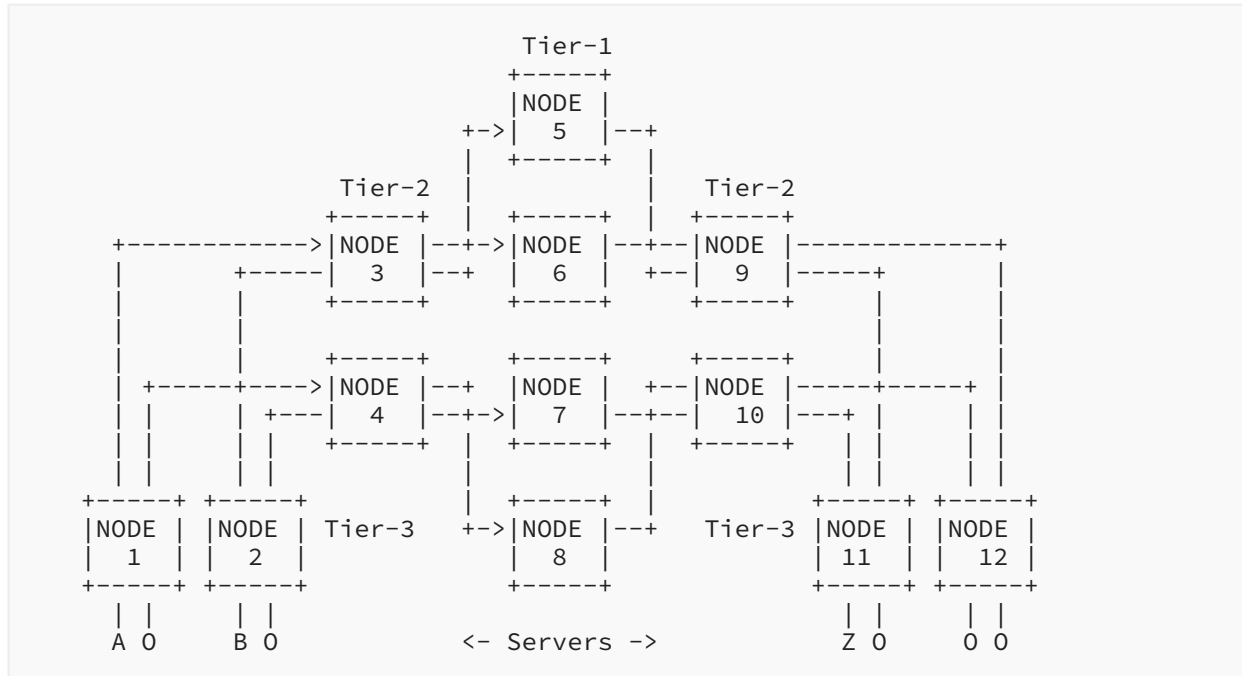 Tier-1
NODE
5
Tier-2 Tier-2
NODE NODE NODE
3 6 9
NODE NODE NODE
4 7 10
NODE NODE Tier-3 NODE Tier-3 NODE NODE
1 2 8 11 12
A O B O <- Servers -> Z O O O